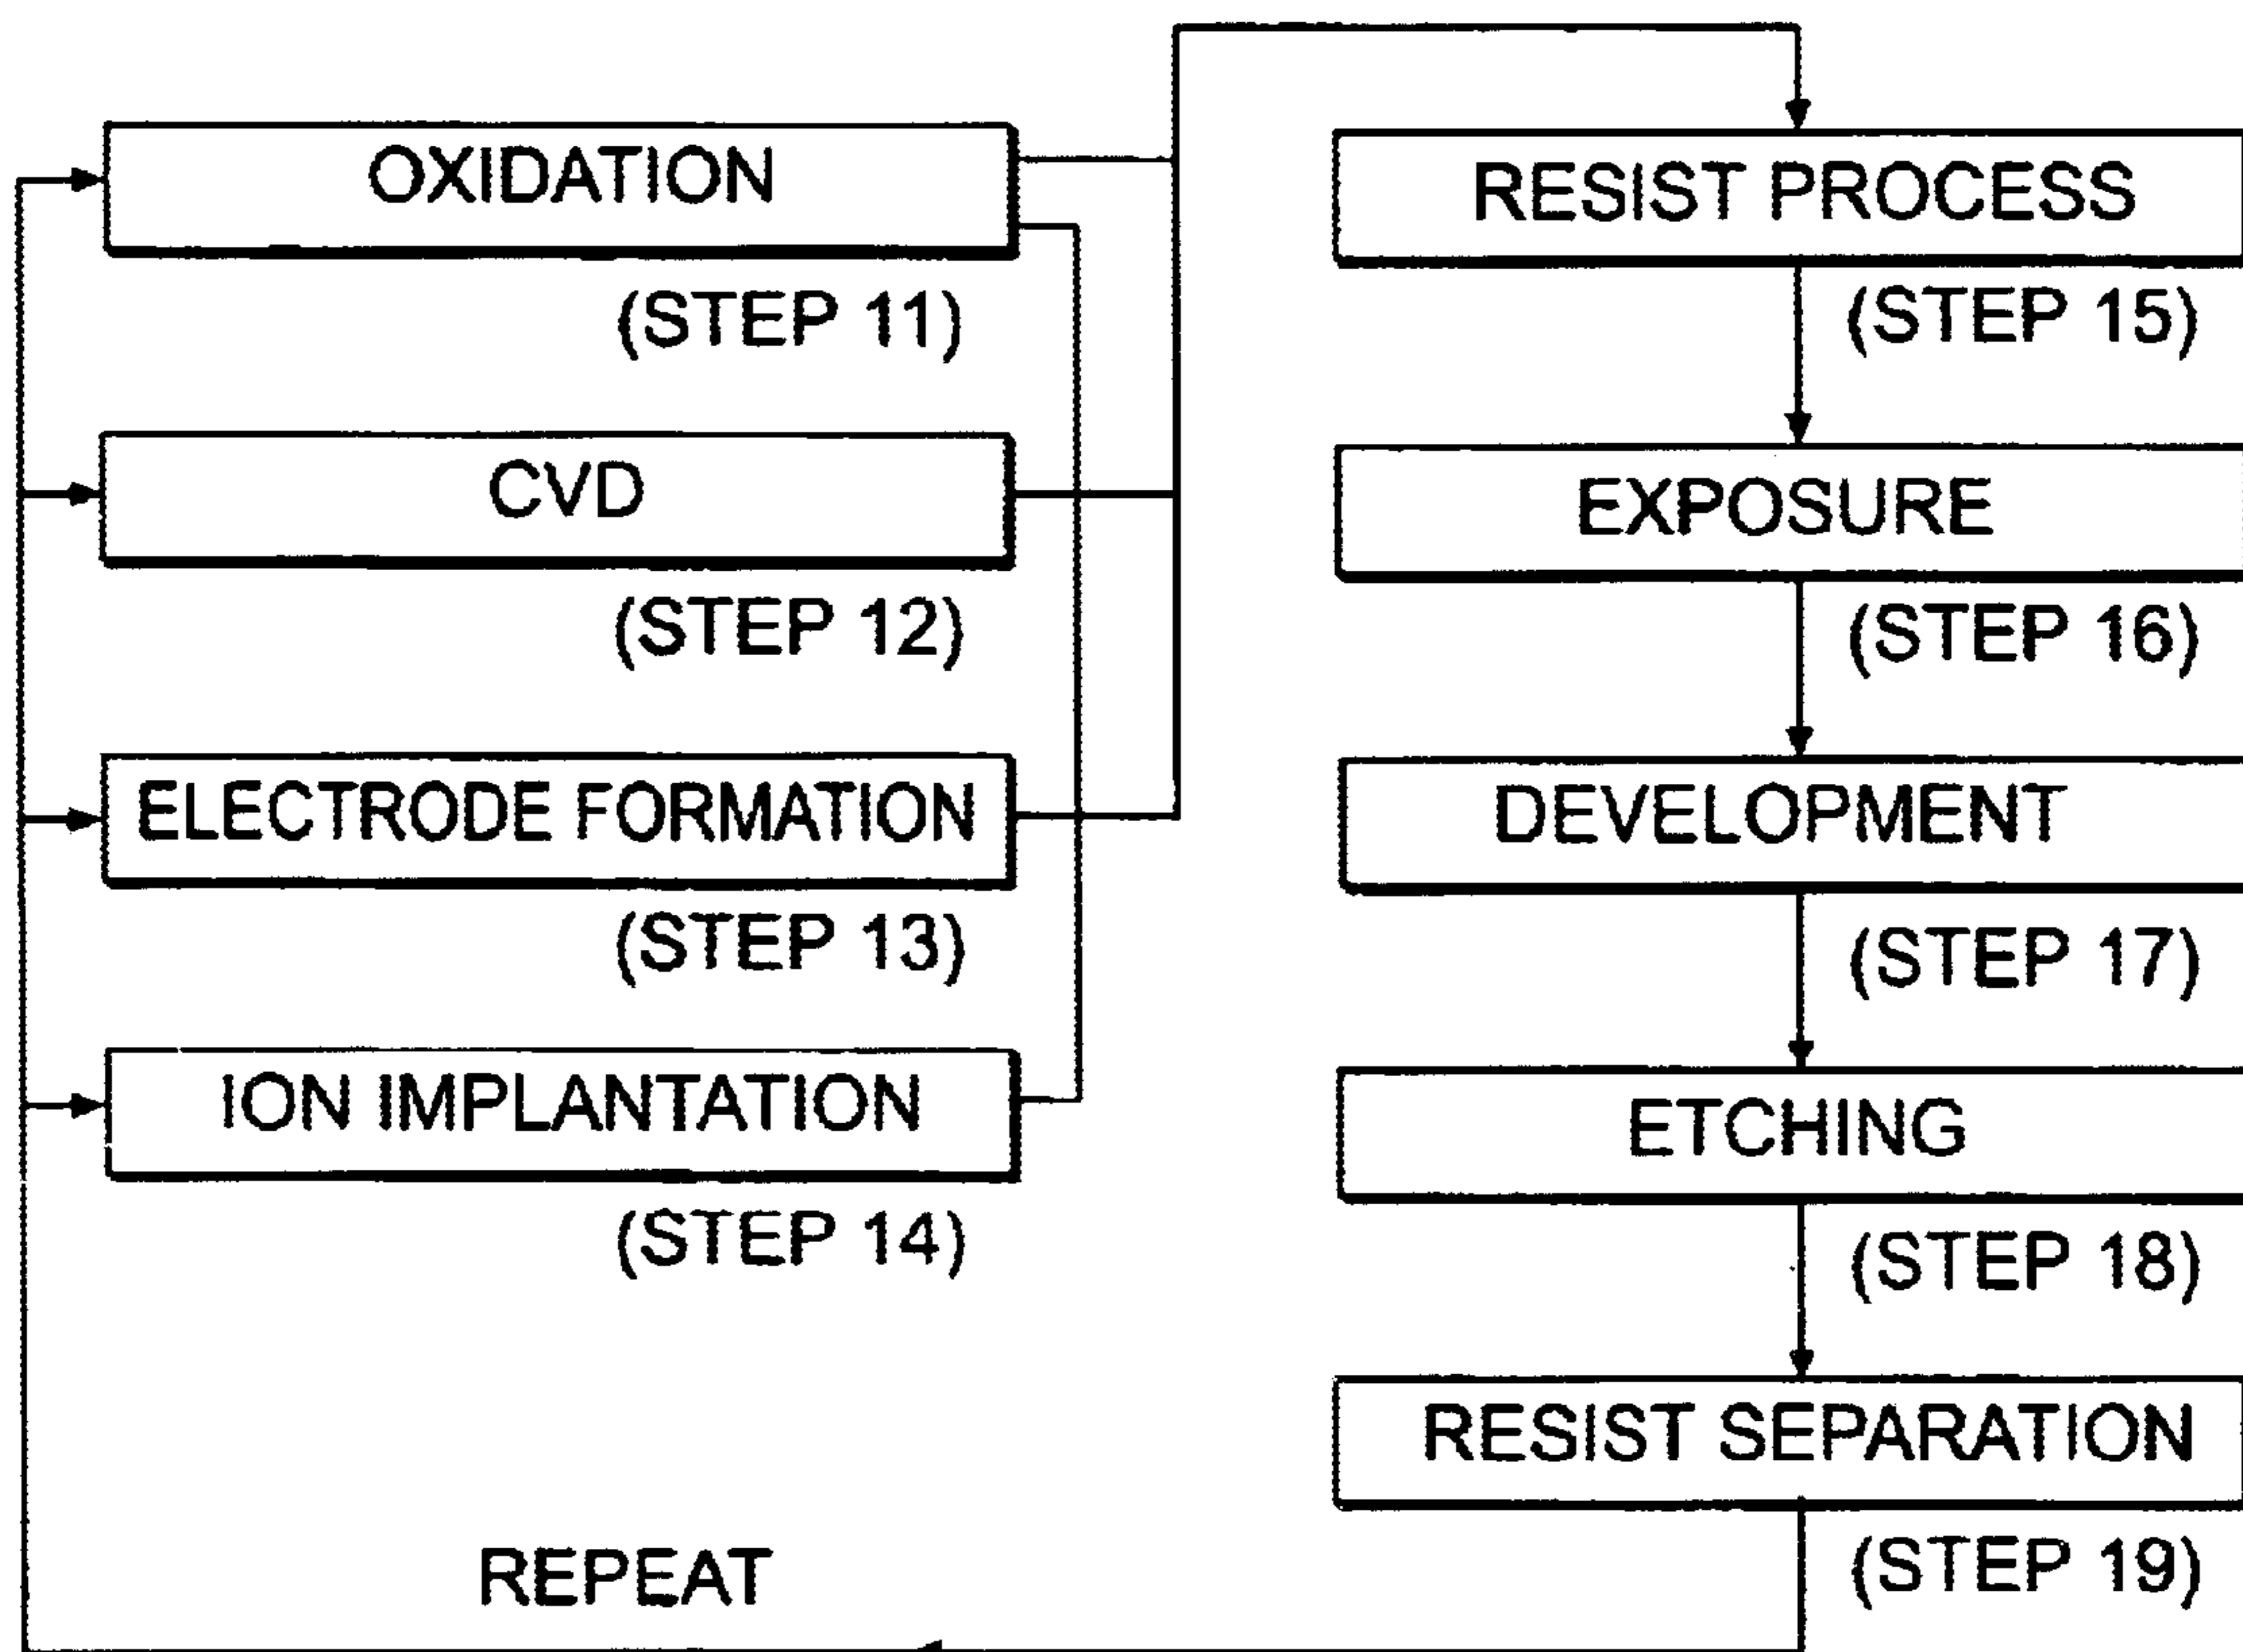 OXIDATION
(STEP 11)
CVD
(STEP 12)
ELECTRODE FORMATION
(STEP 13)
ION IMPLANTATION
(STEP 14)
RESIST PROCESS
(STEP 15)
EXPOSURE
(STEP 16)
DEVELOPMENT
(STEP 17)
ETCHING
(STEP 18)
RESIST SEPARATION
(STEP 19)
REPEAT